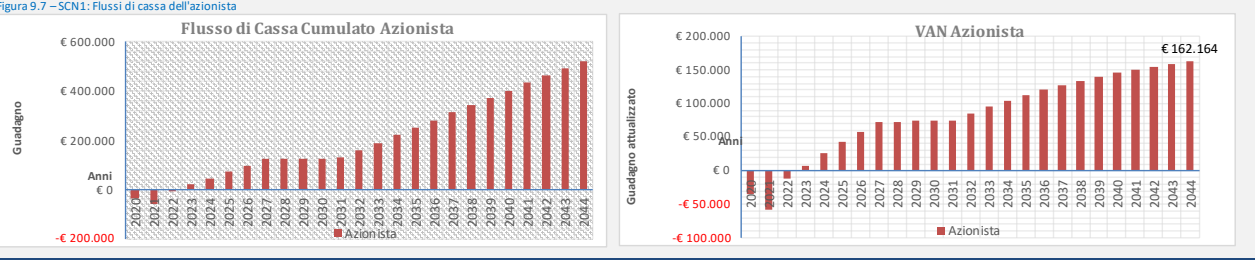 Figura 9.7 – SCN1: Flussi di cassa dell'azionista
Flusso di Cassa Cumulato Azionista
€ 600.000
€ 400.000
€ 200.000
€ 0
-€ 200.000
Guadagno
Anni
2020 2021 2022 2023 2024 2025 2026 2027 2028 2029 2030 2031 2032 2033 2034 2035 2036 2037 2038 2039 2040 2041 2042 2043 2044
Azionista
VAN Azionista
€ 162.164
€ 200.000
€ 150.000
€ 100.000
€ 50.000
€ 0
-€ 50.000
-€ 100.000
Guadagno attualizzato
Anni
2020 2021 2022 2023 2024 2025 2026 2027 2028 2029 2030 2031 2032 2033 2034 2035 2036 2037 2038 2039 2040 2041 2042 2043 2044
Azionista